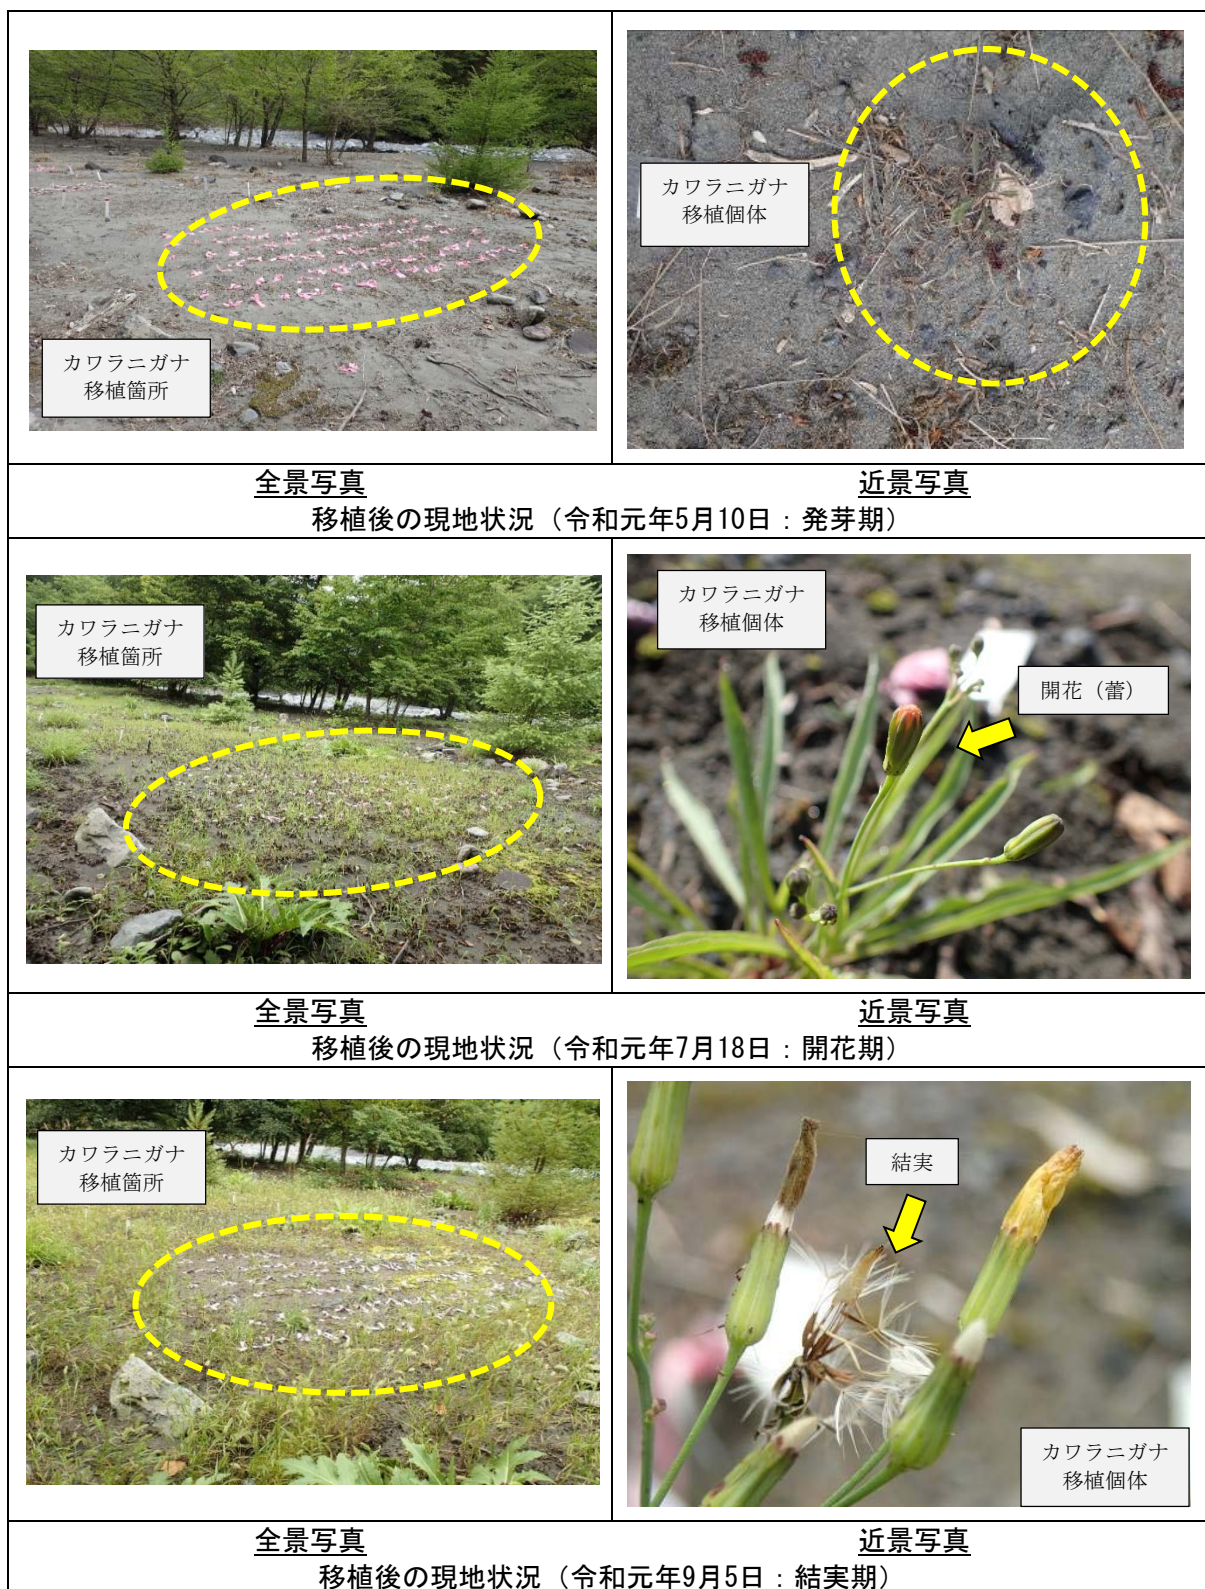 カワラニガナ
移植箇所
カワラニガナ
移植個体
全景写真
近景写真
移植後の現地状況（令和元年5月10日：発芽期）
カワラニガナ
移植箇所
カワラニガナ
移植個体
開花（蕾）
全景写真
近景写真
移植後の現地状況（令和元年7月18日：開花期）
カワラニガナ
移植箇所
結実
カワラニガナ
移植個体
全景写真
近景写真
移植後の現地状況（令和元年9月5日：結実期）